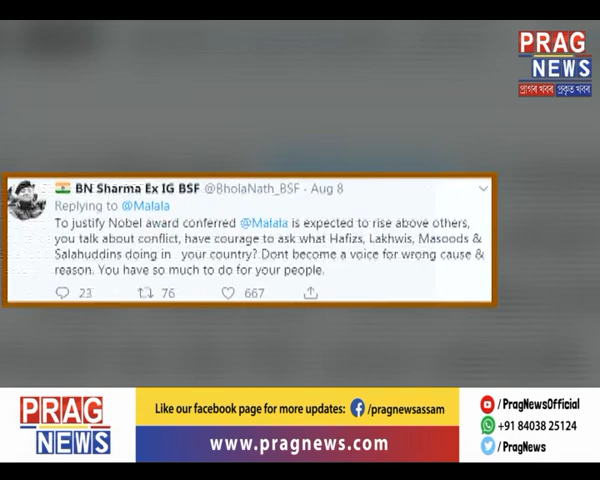 PRAG
NEWS
প্ৰাগৰ খবৰ প্ৰকৃত খবৰ
BN Sharma Ex IG BSF @BholaNath_BSF · Aug 8
Replying to @Malala
To justify Nobel award conferred @Malala is expected to rise above others,
you talk about conflict, have courage to ask what Hafizs, Lakhwis, Masoods &
Salahuddins doing in your country? Dont become a voice for wrong cause &
reason. You have so much to do for your people.
23 76 667
PRAG
NEWS
Like our facebook page for more updates: f/pragnewsassam
www.pragnews.com
/PragNewsOfficial
+91 84038 25124
/PragNews